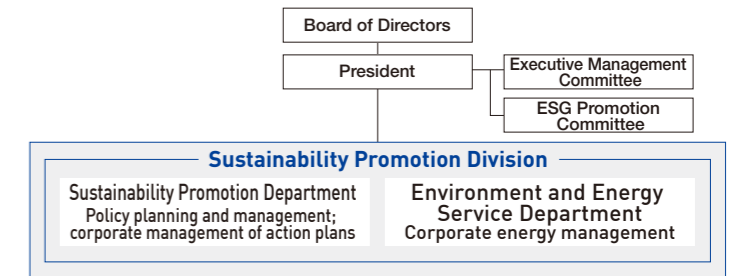 Board of Directors
President
Executive Management
Committee
ESG Promotion
Committee
Sustainability Promotion Division
Sustainability Promotion Department
Policy planning and management;
corporate management of action plans
Environment and Energy
Service Department
Corporate energy management